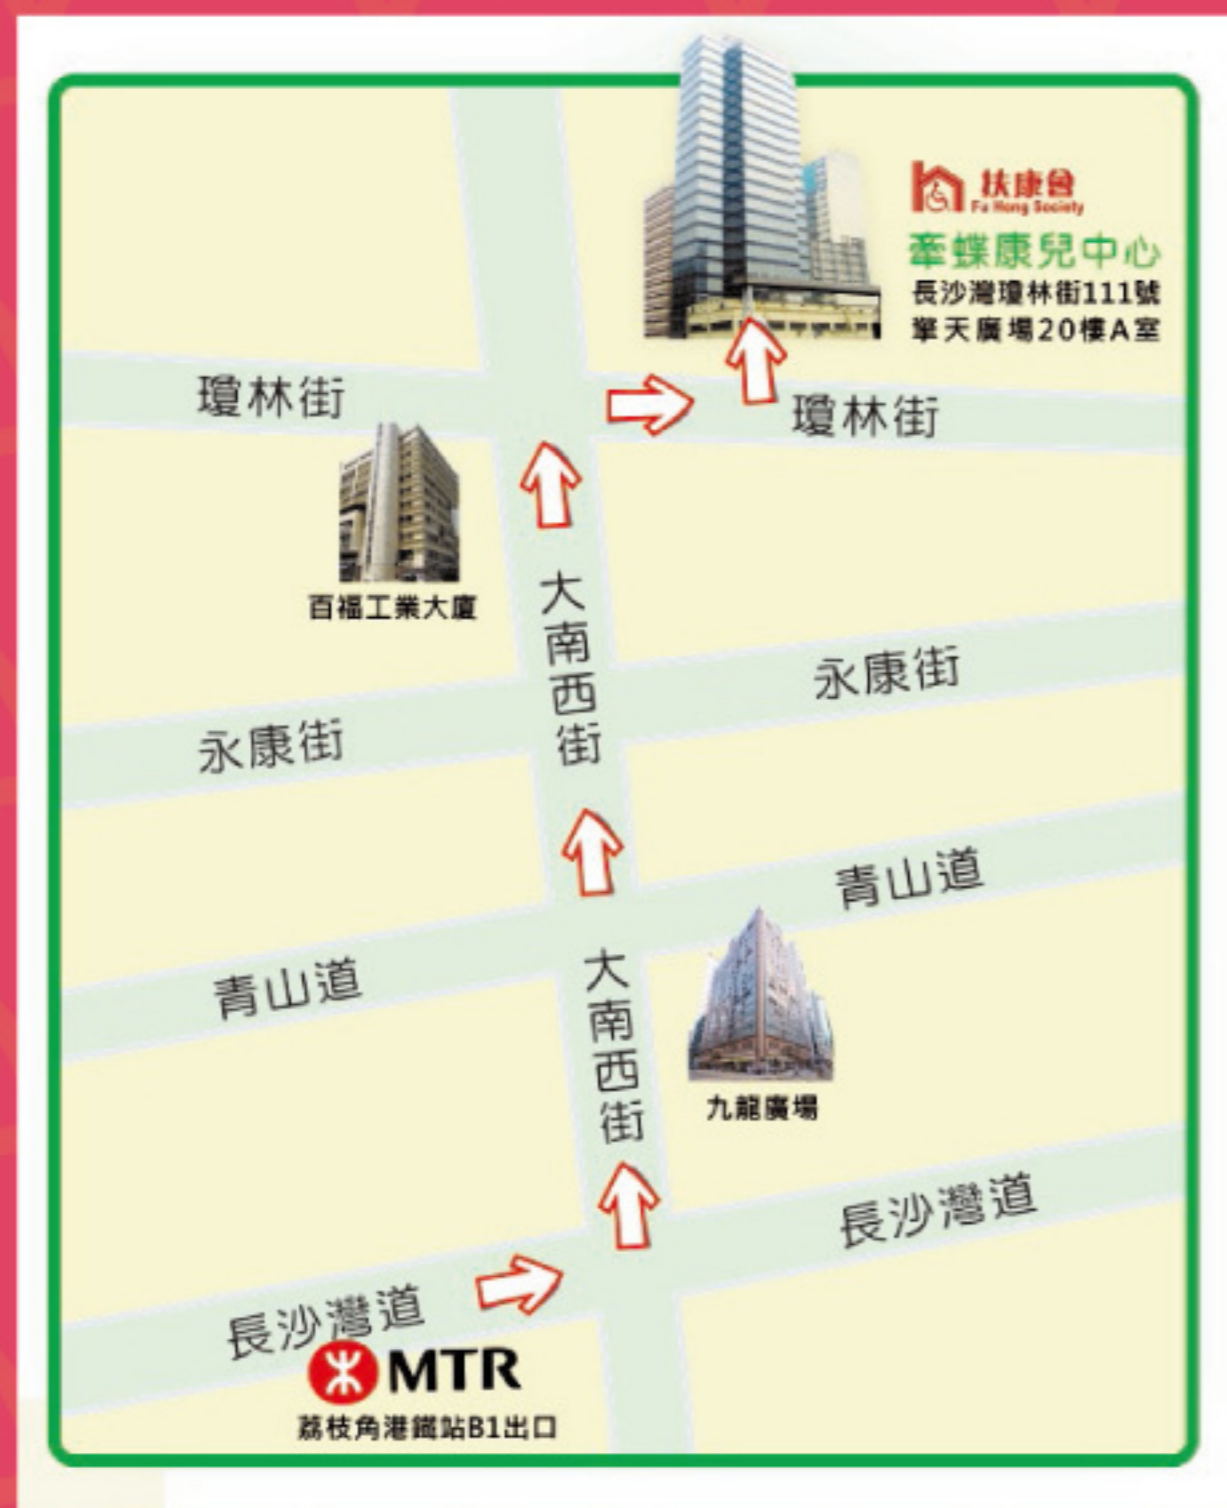 扶康會
Fu Hong Society
牽蝶康兒中心
長沙灣瓊林街111號
擎天廣場20樓A室
瓊林街
瓊林街
百福工業大廈
大南西街
永康街
永康街
青山道
青山道
大南西街
九龍廣場
長沙灣道
長沙灣道
MTR
荔枝角港鐵站B1出口